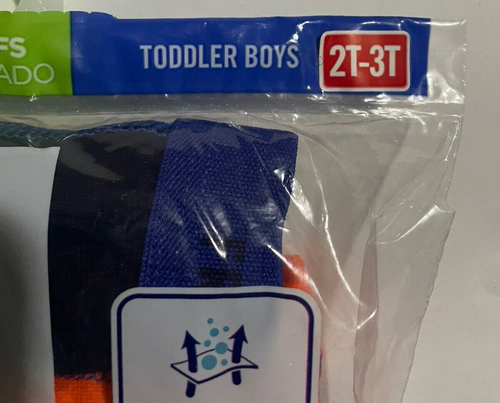 FS
ADO
TODDLER BOYS
2T-3T